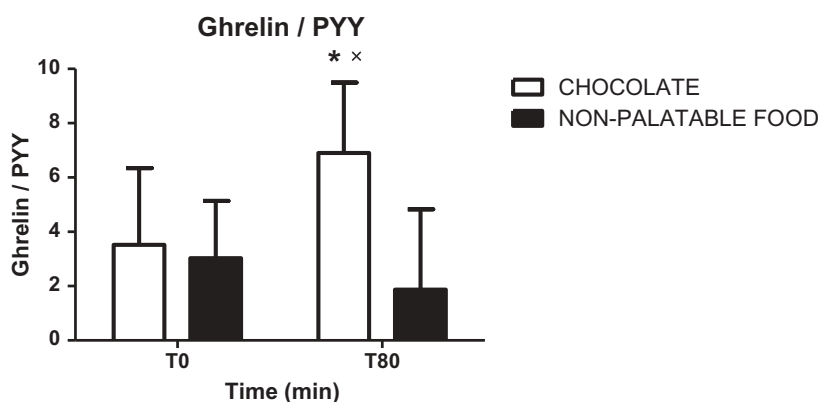 Ghrelin / PYY
* ×
10
8
6
4
2
0
Ghrelin / PYY
T0
T80
Time (min)
CHOCOLATE
NON-PALATABLE FOOD